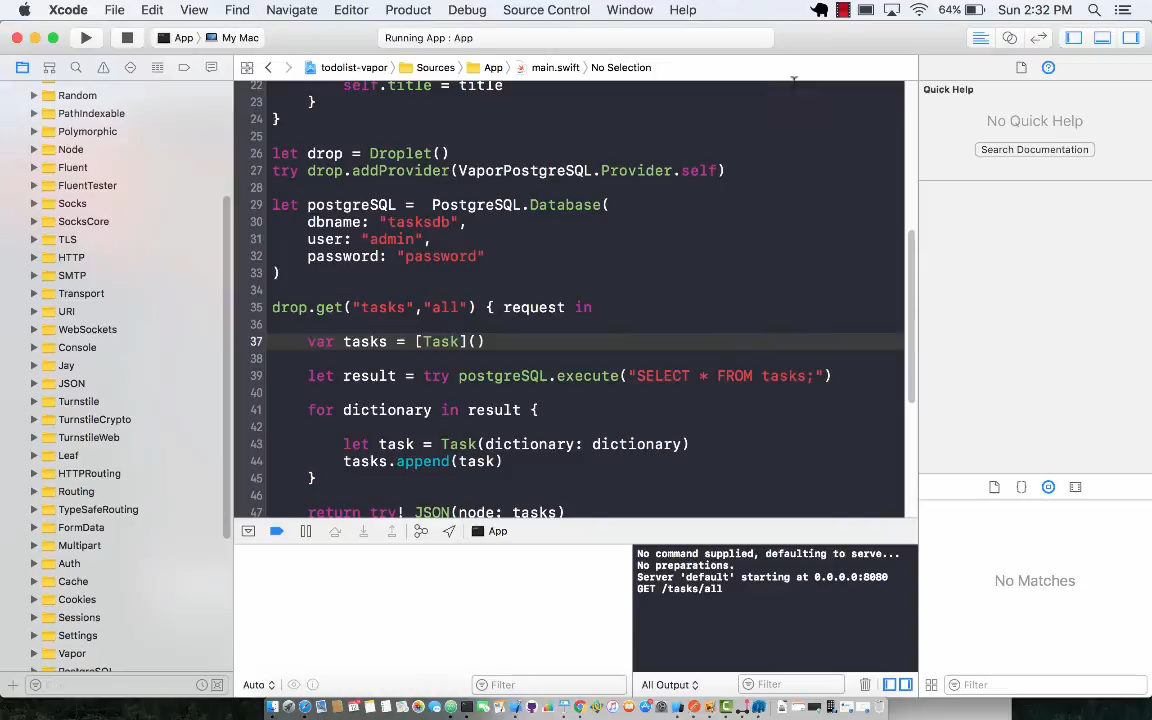 Xcode File Edit View Find Navigate Editor Product Debug Source Control Window Help 64% Sun 2:32 PM
App My Mac Running App : App
todolist-vapor Sources App main.swift No Selection
Random
PathIndexable
Polymorphic
Node
Fluent
FluentTester
Socks
SocksCore
TLS
HTTP
SMTP
Transport
URI
WebSockets
Console
Jay
JSON
Turnstile
TurnstileCrypto
TurnstileWeb
Leaf
HTTPRouting
Routing
TypeSafeRouting
FormData
Multipart
Auth
Cache
Cookies
Sessions
Settings
Vapor
22 self.title = title
23 }
24 }
25
26 let drop = Droplet()
27 try drop.addProvider(VaporPostgreSQL.Provider.self)
28
29 let postgreSQL =  PostgreSQL.Database(
30 dbname: "tasksdb",
31 user: "admin",
32 password: "password"
33 )
34
35 drop.get("tasks","all") { request in
36
37 var tasks = [Task]()
38
39 let result = try postgreSQL.execute("SELECT * FROM tasks;")
40
41 for dictionary in result {
42
43 let task = Task(dictionary: dictionary)
44 tasks.append(task)
45 }
46
47 return try! JSON(node: tasks)
App
No command supplied, defaulting to serve...
No preparations.
Server 'default' starting at 0.0.0.0:8080
GET /tasks/all
Auto Filter All Output Filter
Quick Help
No Quick Help
Search Documentation
No Matches
Filter